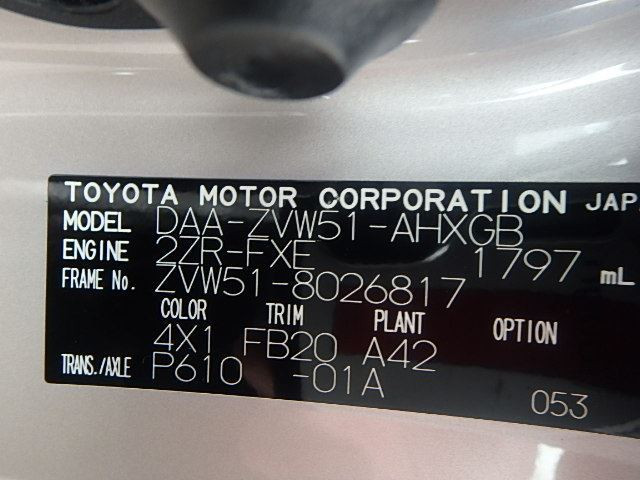 TOYOTA MOTOR CORPORATION JAP
MODEL DAA-ZVW51-AHXGB
ENGINE 2ZR-FXE 1797 mL
FRAME No. ZVW51-8026817
COLOR TRIM PLANT OPTION
4X1 FB20 A42
TRANS./AXLE P610 -01A
053